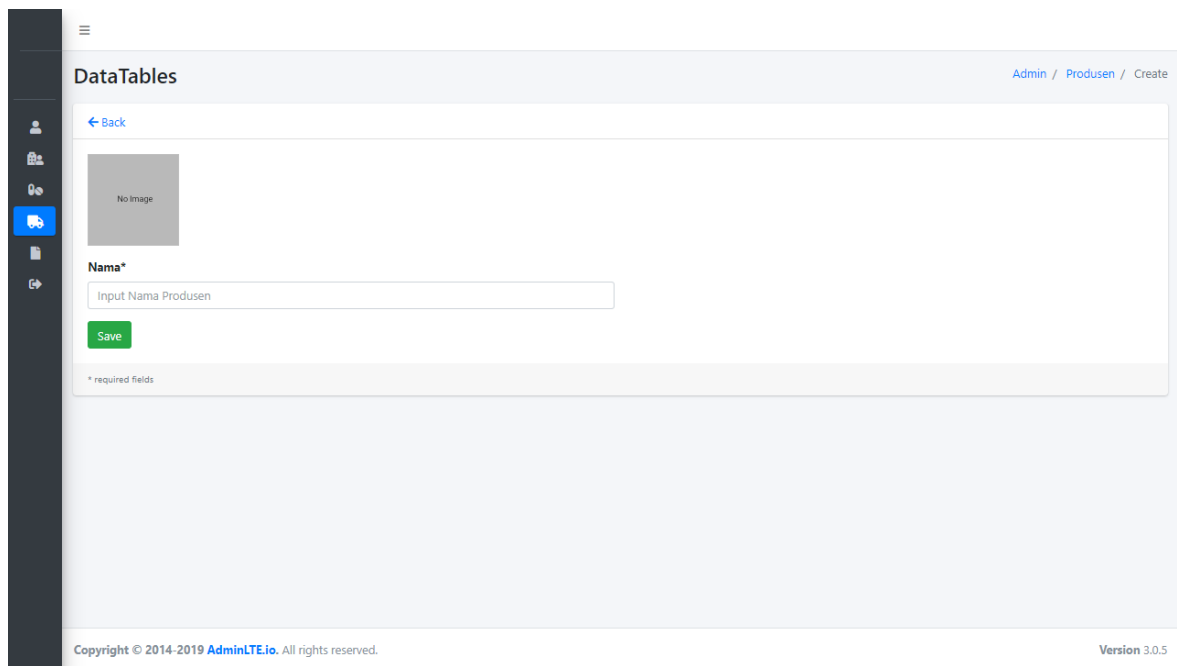 DataTables
Admin / Produsen / Create
Back
No Image
Nama*
Input Nama Produsen
Save
* required fields
Copyright © 2014-2019 AdminLTE.io. All rights reserved.
Version 3.0.5